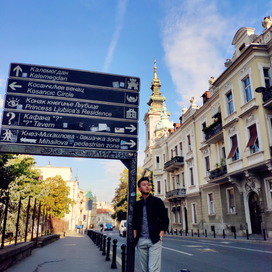 Калемегдан
Kalemegdan
Косанчићев венац
Kosancic Circle
Конак кнегиње Љубице
Princess Ljubica's Residence
?
Кафана "?"
"?" Tavern
Кнез Михаилова - пешачка зона
Mihailova - pedestrian zone